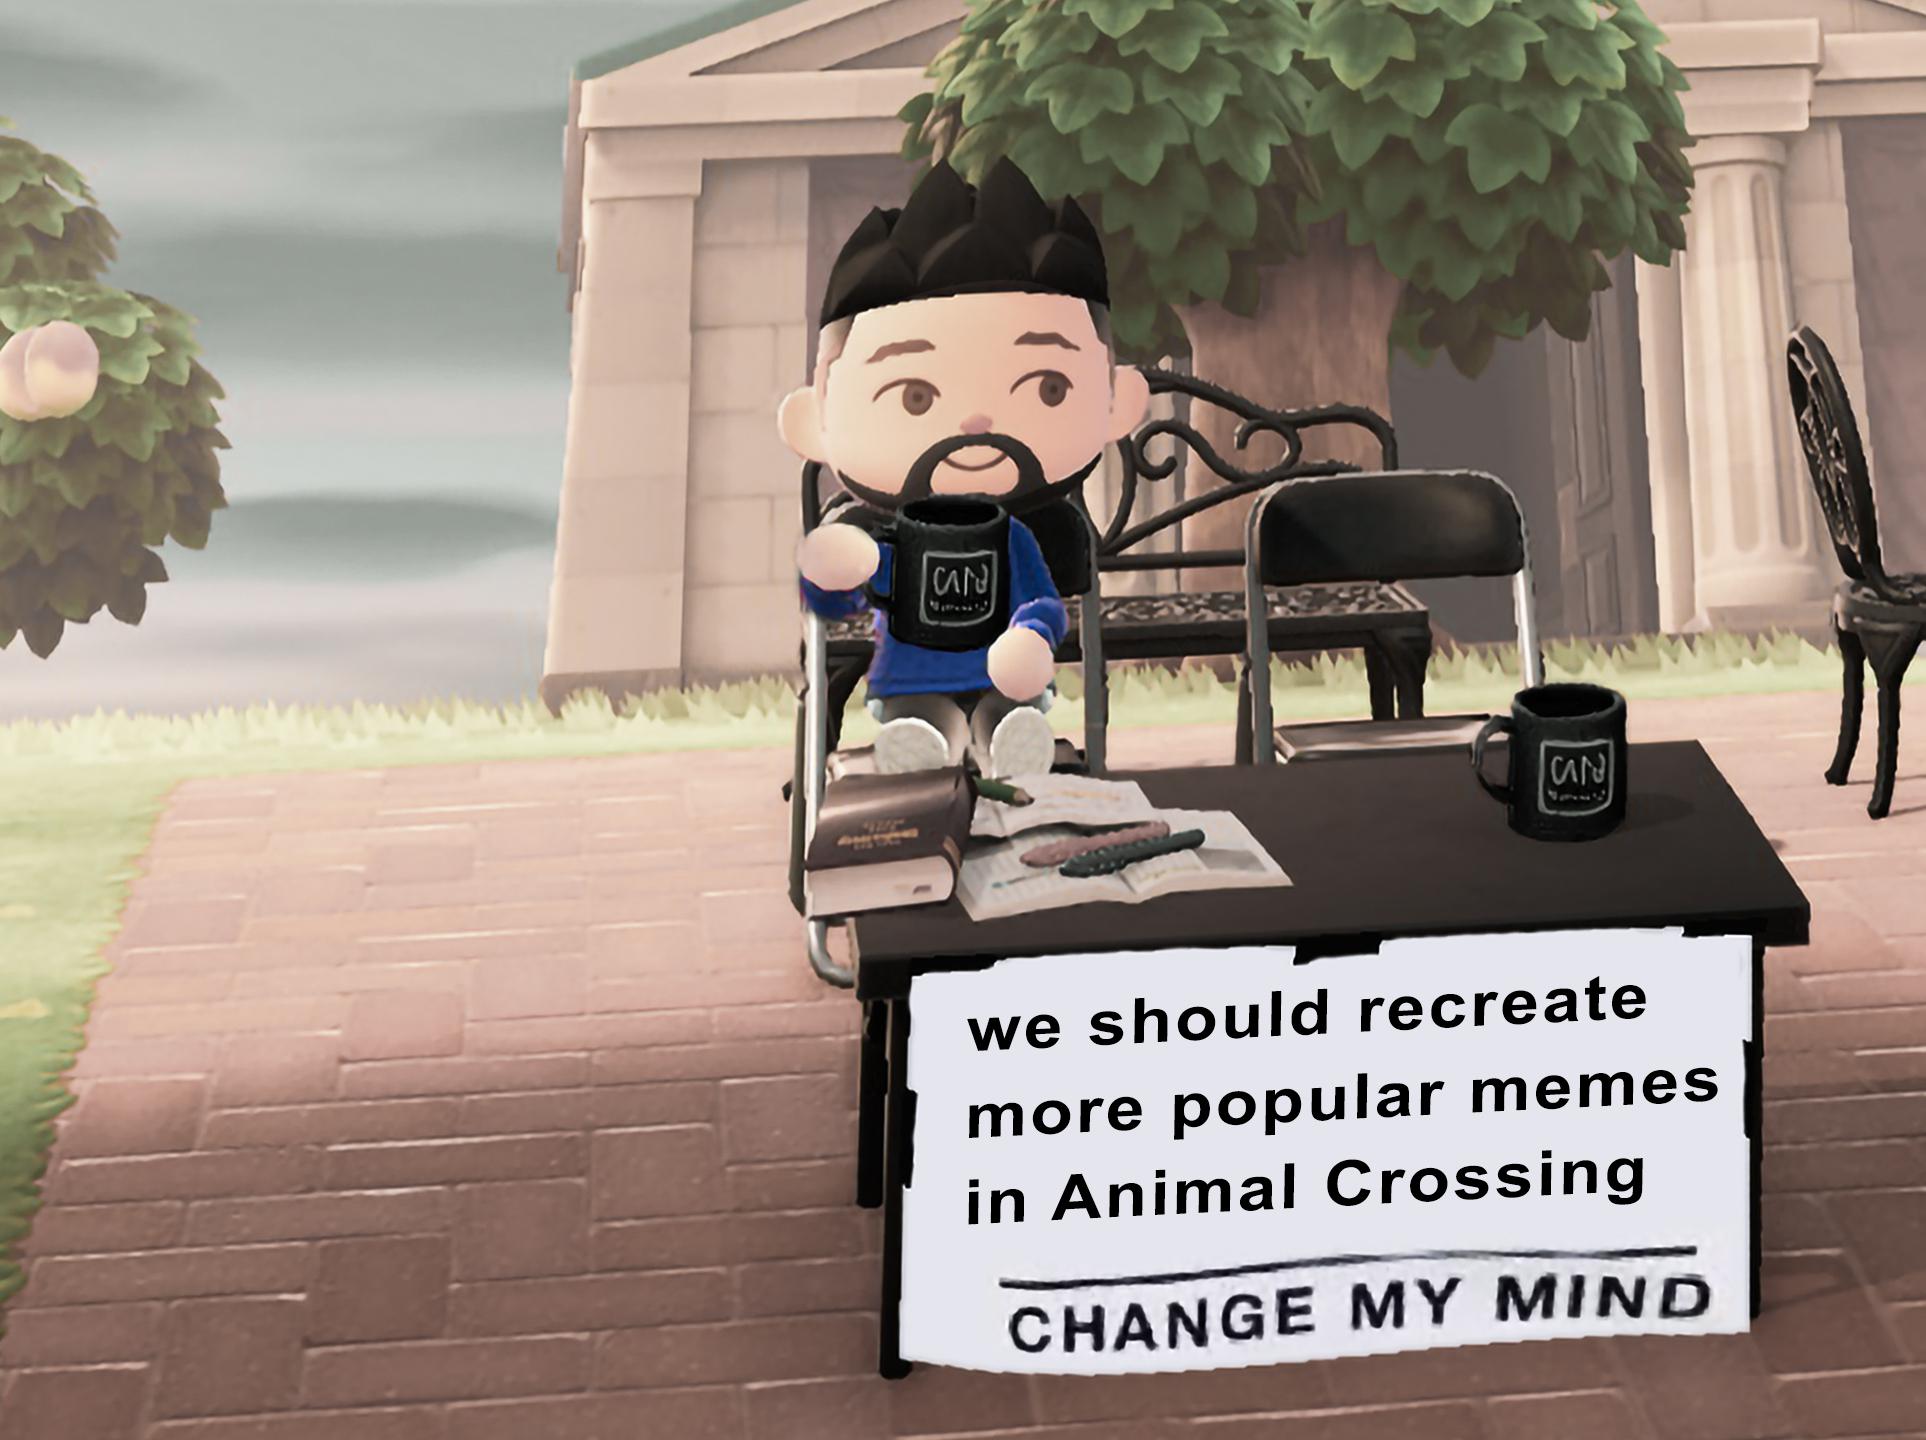 we should recreate
more popular memes
in Animal Crossing
CHANGE MY MIND